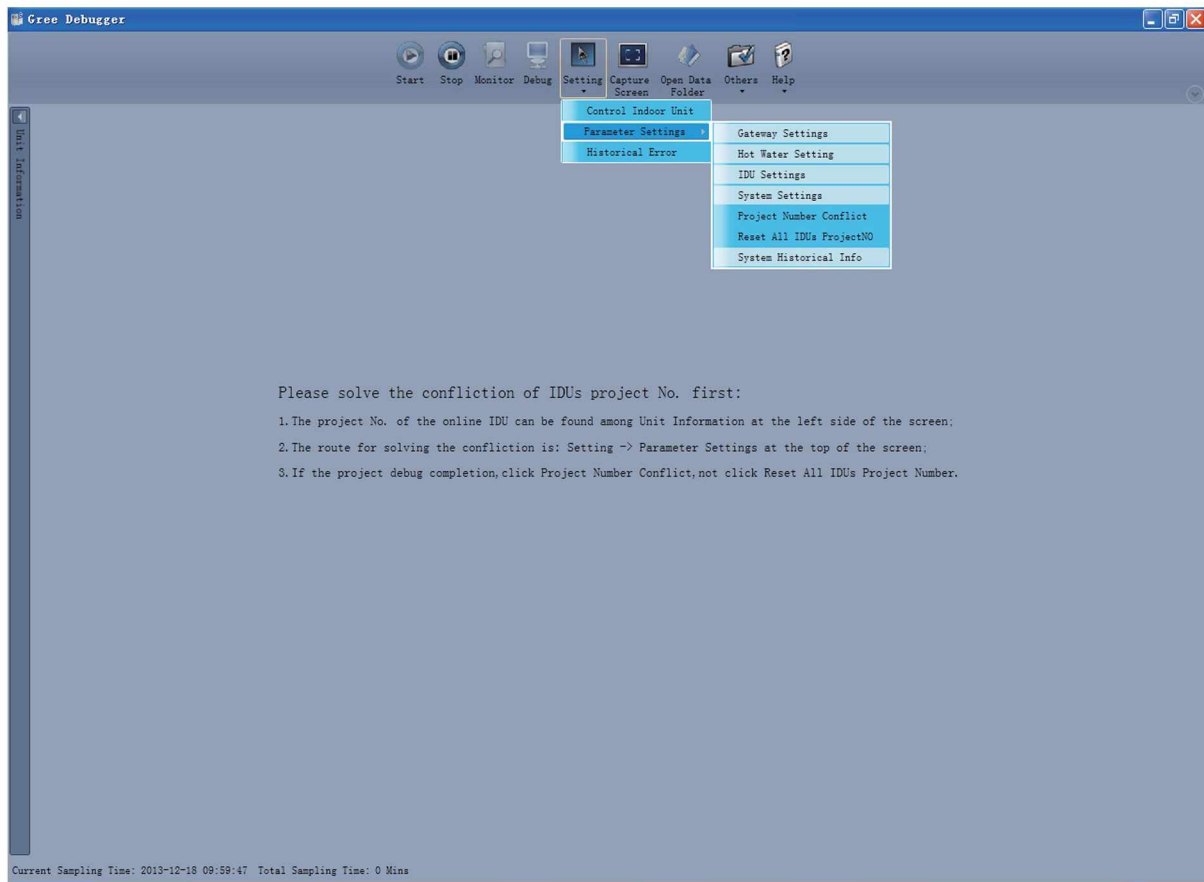 Gree Debugger
Start Stop Monitor Debug Setting Capture Screen Open Data Folder Others Help
Control Indoor Unit
Parameter Settings
Historical Error
Gateway Settings
Hot Water Setting
IDU Settings
System Settings
Project Number Conflict
Reset All IDUs ProjectNO
System Historical Info
Unit Information
Please solve the confliction of IDUs project No. first:
1.The project No. of the online IDU can be found among Unit Information at the left side of the screen;
2.The route for solving the confliction is: Setting -> Parameter Settings at the top of the screen;
3.If the project debug completion,click Project Number Conflict,not click Reset All IDUs Project Number.
Current Sampling Time: 2013-12-18 09:59:47 Total Sampling Time: 0 Mins